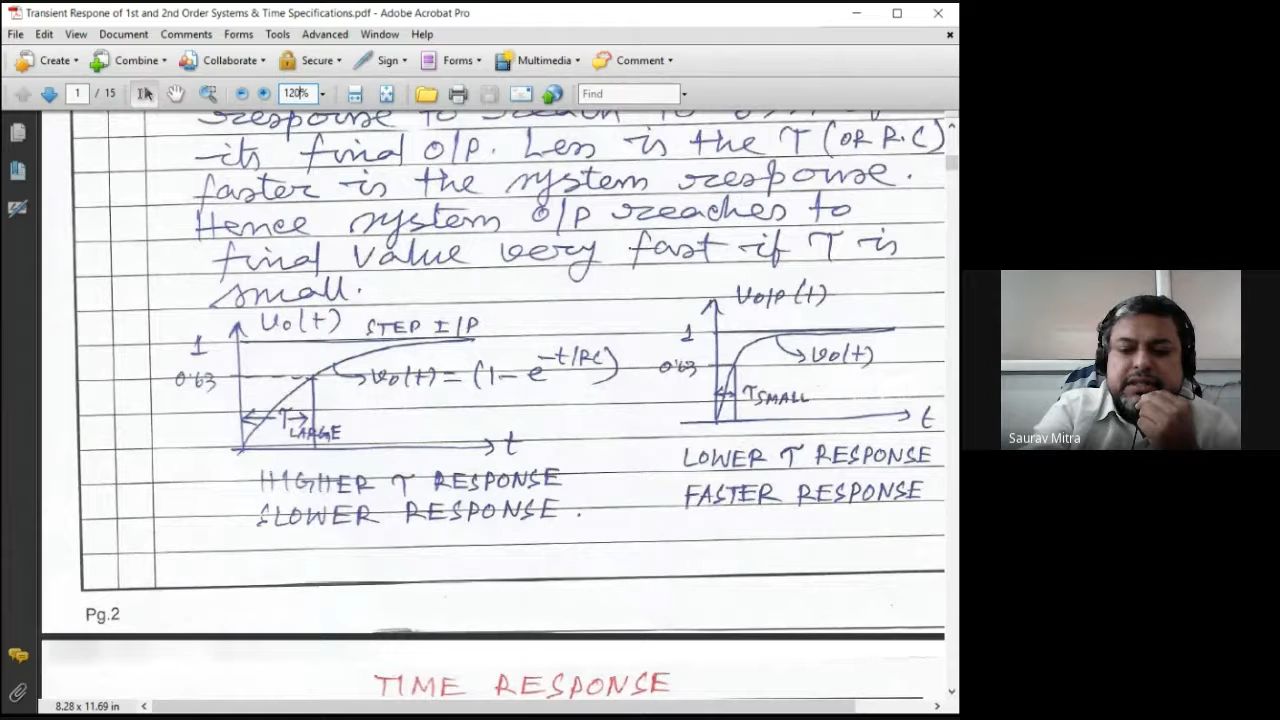 Transient Respone of 1st and 2nd Order Systems & Time Specifications.pdf - Adobe Acrobat Pro
File Edit View Document Comments Forms Tools Advanced Window Help
Create Combine Collaborate Secure Sign Forms Multimedia Comment
1 / 15 120% Find
response to reach to
its final O/P. Less is the T (OR R.C)
faster is the system response.
Hence system O/P reaches to
final value very fast if T is
small.
Vo(t) STEP I/P
1
0.63
vo(t) = (1- e^-t/RC)
T LARGE
t
HIGHER T RESPONSE
SLOWER RESPONSE.
VO/P(t)
1
vo(t)
0.63
T SMALL
t
LOWER T RESPONSE
FASTER RESPONSE
Pg.2
TIME RESPONSE
8.28 x 11.69 in
Saurav Mitra